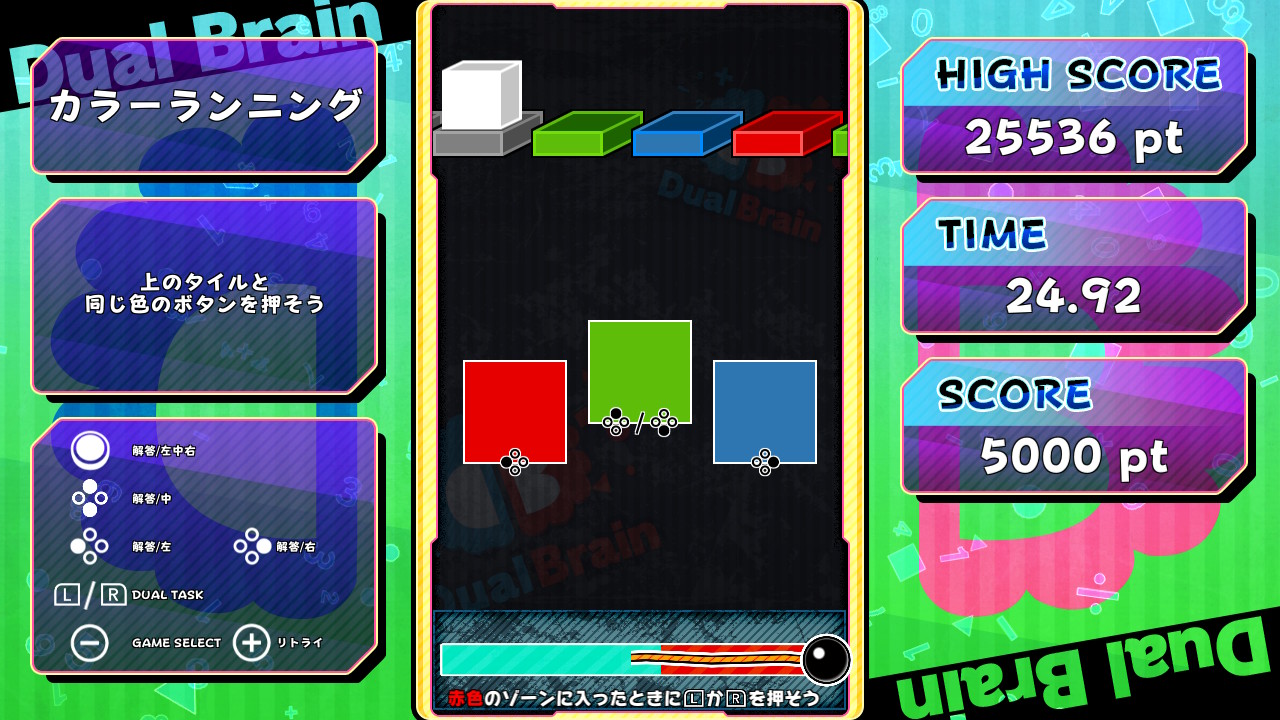 Dual Brain
カラーランニング
上のタイルと
同じ色のボタンを押そう
解答/左中右
解答/中
解答/左
解答/右
L/R DUAL TASK
GAME SELECT
リトライ
Dual Brain
/
Dual Brain
赤色のゾーンに入ったときにLかRを押そう
HIGH SCORE
25536 pt
TIME
24.92
SCORE
5000 pt
Dual Brain